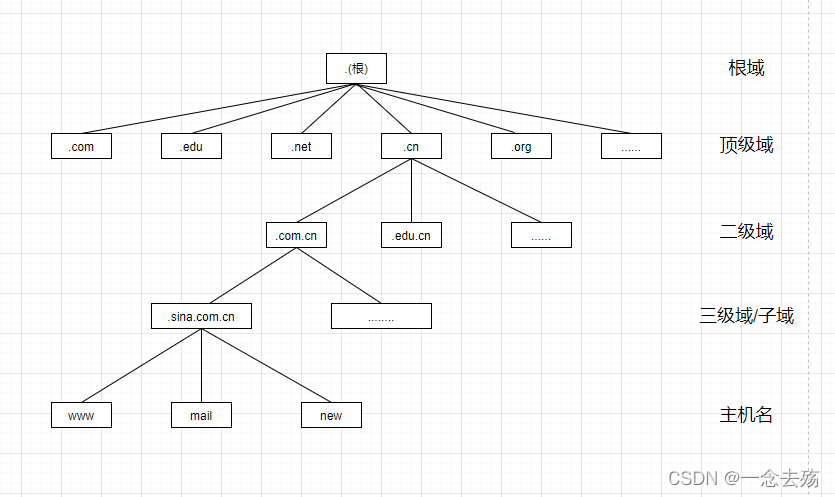 .(根)
根域
.com
.edu
.net
.cn
.org
......
顶级域
.com.cn
.edu.cn
......
二级域
.sina.com.cn
........
三级域/子域
www
mail
new
主机名
CSDN @一念去殇